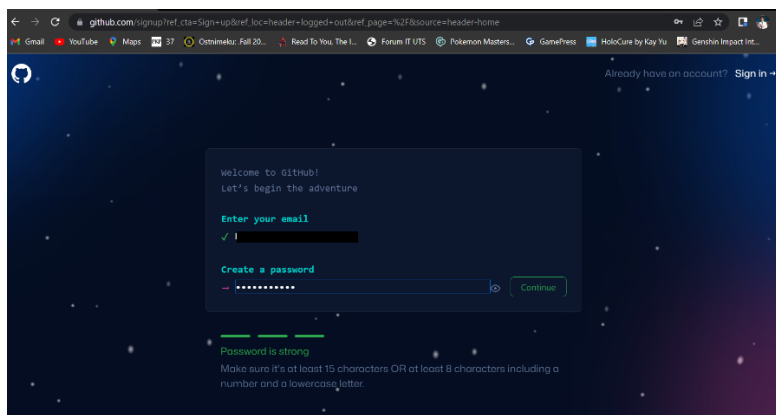 github.com/signup?ref_cta=Sign+up&ref_loc=header+logged+out&ref_page=%2F&source=header-home
Gmail YouTube Maps 37 Ostnimeku: .Fall 20... Read To You, The I... Forum IT UTS Pokemon Masters... GamePress HoloCure by Kay Yu Genshin Impact Int...
Already have an account? Sign in →
Welcome to GitHub!
Let's begin the adventure
Enter your email
Create a password
Continue
Password is strong
Make sure it's at least 15 characters OR at least 8 characters including a
number and a lowercase letter.